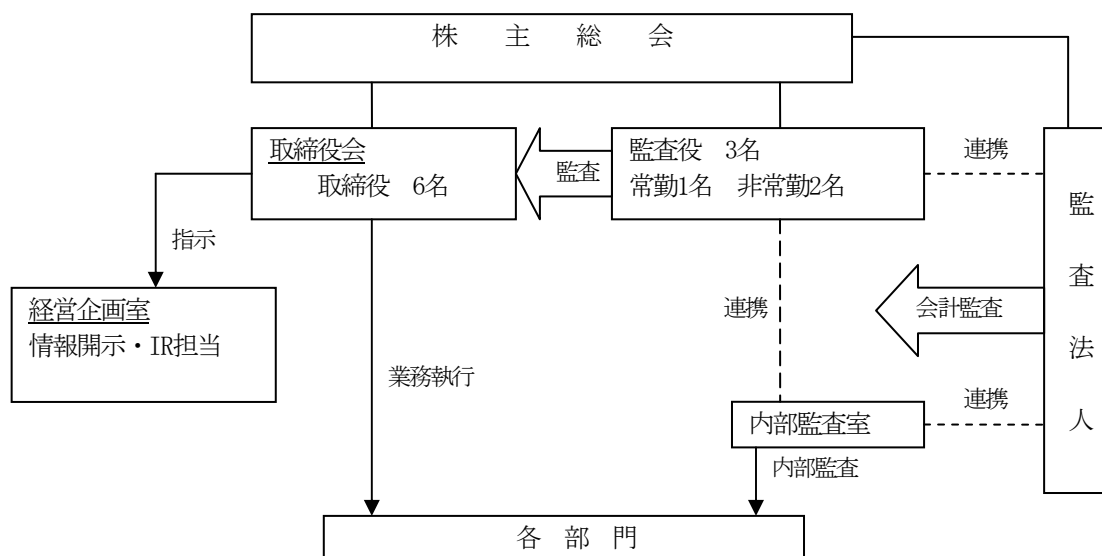 株 主 総 会
取締役会
取締役 6名
監査
監査役 3名
常勤1名 非常勤2名
連携
監査法人
指示
経営企画室
情報開示・IR担当
連携
会計監査
業務執行
連携
内部監査室
内部監査
各 部 門